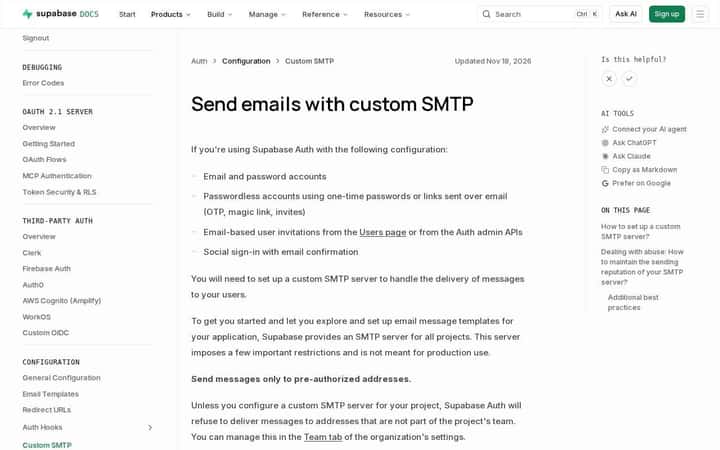 supabase DOCS
Start
Products
Build
Manage
Reference
Resources
Search
Ctrl K
Ask AI
Sign up
Signout
DEBUGGING
Error Codes
OAUTH 2.1 SERVER
Overview
Getting Started
OAuth Flows
MCP Authentication
Token Security & RLS
THIRD-PARTY AUTH
Overview
Clerk
Firebase Auth
Auth0
AWS Cognito (Amplify)
WorkOS
Custom OIDC
CONFIGURATION
General Configuration
Email Templates
Redirect URLs
Auth Hooks
Custom SMTP
Auth > Configuration > Custom SMTP
Updated Nov 18, 2026
Send emails with custom SMTP
If you're using Supabase Auth with the following configuration:
Email and password accounts
Passwordless accounts using one-time passwords or links sent over email
(OTP, magic link, invites)
Email-based user invitations from the Users page or from the Auth admin APIs
Social sign-in with email confirmation
You will need to set up a custom SMTP server to handle the delivery of messages
to your users.
To get you started and let you explore and set up email message templates for
your application, Supabase provides an SMTP server for all projects. This server
imposes a few important restrictions and is not meant for production use.
Send messages only to pre-authorized addresses.
Unless you configure a custom SMTP server for your project, Supabase Auth will
refuse to deliver messages to addresses that are not part of the project's team.
You can manage this in the Team tab of the organization's settings.
Is this helpful?
AI TOOLS
Connect your AI agent
Ask ChatGPT
Ask Claude
Copy as Markdown
Prefer on Google
ON THIS PAGE
How to set up a custom
SMTP server?
Dealing with abuse: How
to maintain the sending
reputation of your SMTP
server?
Additional best
practices